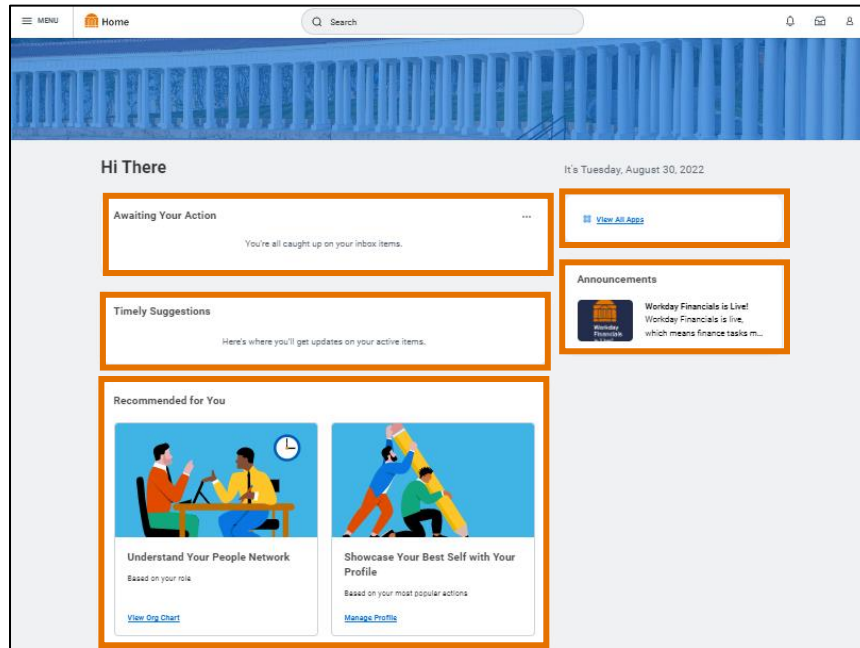 MENU
Home
Search
Hi There
It's Tuesday, August 30, 2022
Awaiting Your Action
...
You're all caught up on your inbox items.
View All Apps
Announcements
Workday Financials is Live!
Workday Financials is live,
which means finance tasks m...
Workday
Financials
is Live!
Timely Suggestions
Here's where you'll get updates on your active items.
Recommended for You
Understand Your People Network
Based on your role
View Org Chart
Showcase Your Best Self with Your
Profile
Based on your most popular actions
Manage Profile